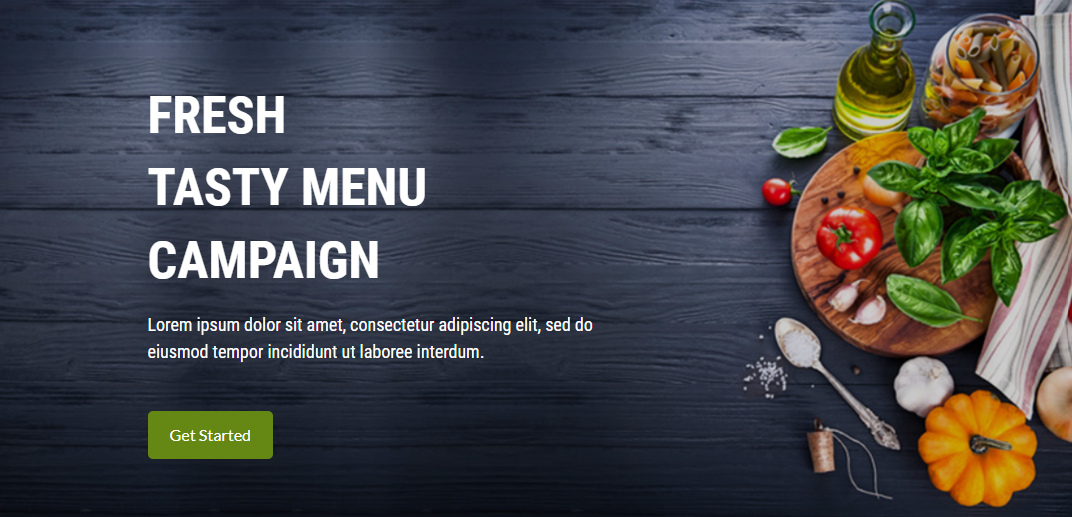 FRESH
TASTY MENU
CAMPAIGN
Lorem ipsum dolor sit amet, consectetur adipiscing elit, sed do
eiusmod tempor incididunt ut laboree interdum.
Get Started